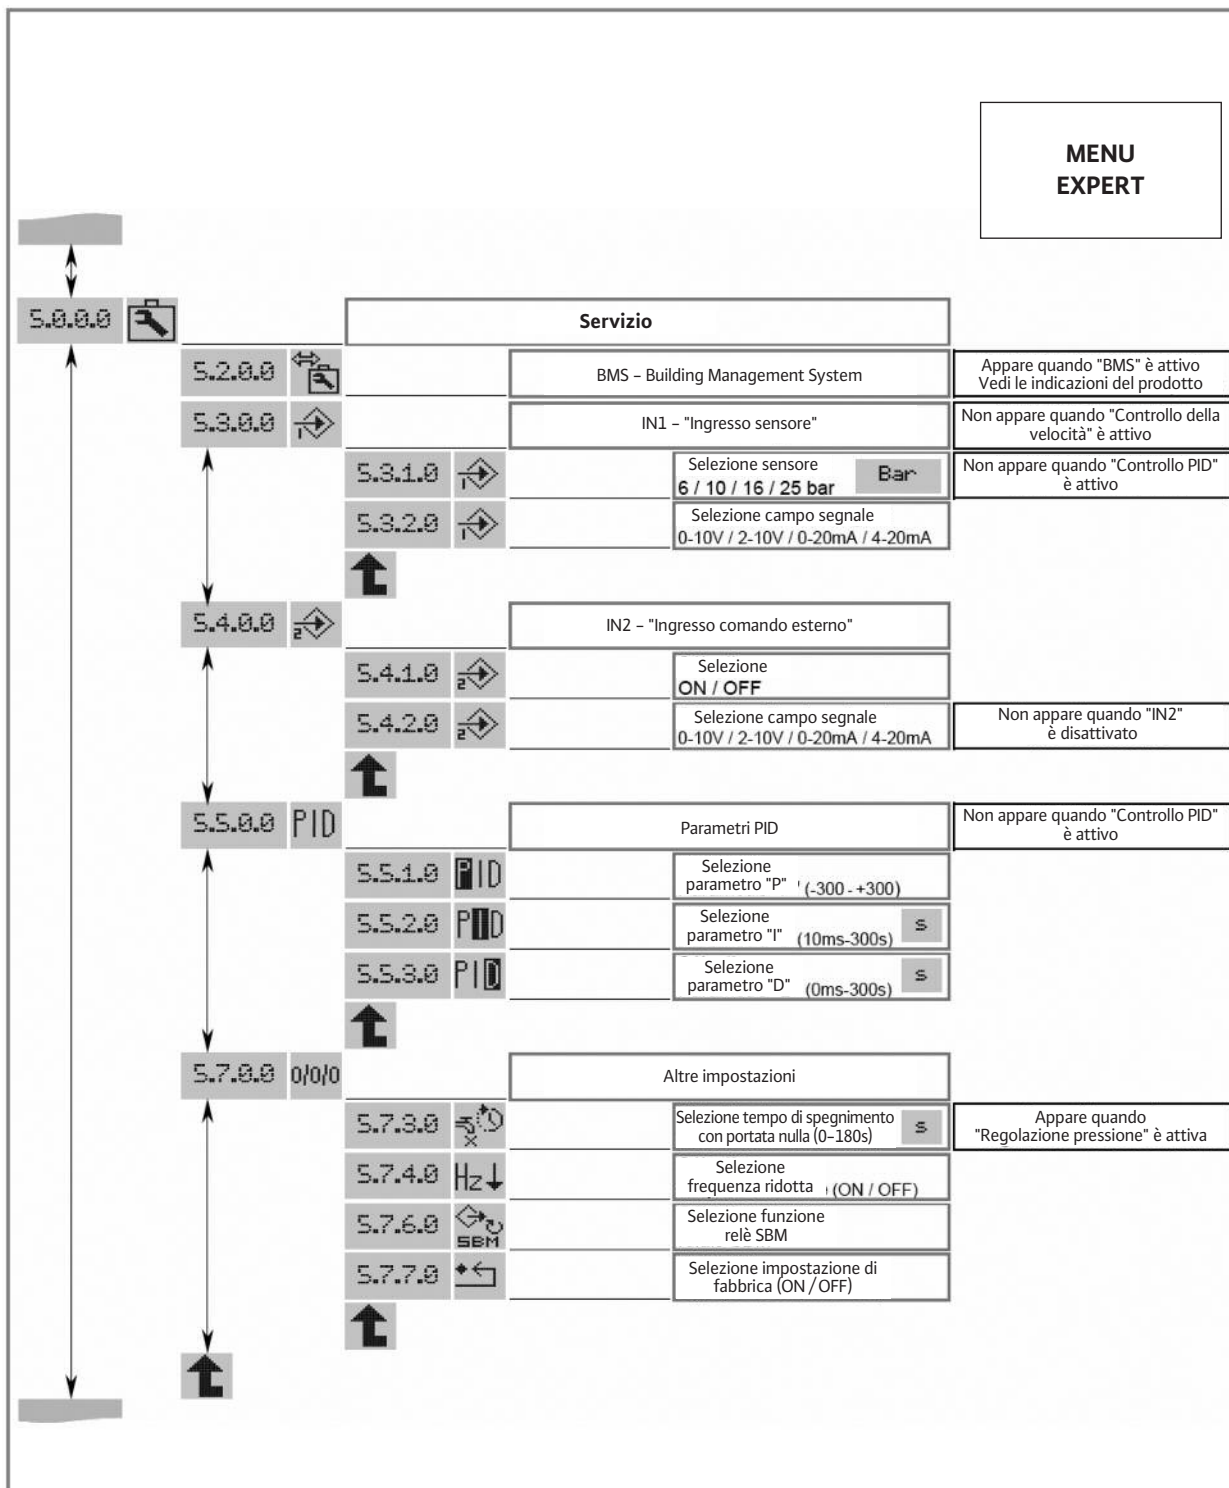 MENU
EXPERT
5.0.0.0
Servizio
5.2.0.0
BMS – Building Management System
Appare quando "BMS" è attivo
Vedi le indicazioni del prodotto
5.3.0.0
1
IN1 – "Ingresso sensore"
Non appare quando "Controllo della
velocità" è attivo
5.3.1.0
1
Selezione sensore
6 / 10 / 16 / 25 bar
Bar
Non appare quando "Controllo PID"
è attivo
5.3.2.0
1
Selezione campo segnale
0-10V / 2-10V / 0-20mA / 4-20mA
5.4.0.0
2
IN2 – "Ingresso comando esterno"
5.4.1.0
2
Selezione
ON / OFF
5.4.2.0
2
Selezione campo segnale
0-10V / 2-10V / 0-20mA / 4-20mA
Non appare quando "IN2"
è disattivato
5.5.0.0
PID
Parametri PID
Non appare quando "Controllo PID"
è attivo
5.5.1.0
PID
Selezione
parametro "P" (-300 - +300)
5.5.2.0
PID
Selezione
parametro "I" (10ms-300s)
s
5.5.3.0
PID
Selezione
parametro "D" (0ms-300s)
s
5.7.0.0
0/0/0
Altre impostazioni
5.7.3.0
x
Selezione tempo di spegnimento
con portata nulla (0–180s)
s
Appare quando
"Regolazione pressione" è attiva
5.7.4.0
Hz
Selezione
frequenza ridotta (ON / OFF)
5.7.6.0
SBM
Selezione funzione
relè SBM
5.7.7.0
Selezione impostazione di
fabbrica (ON / OFF)